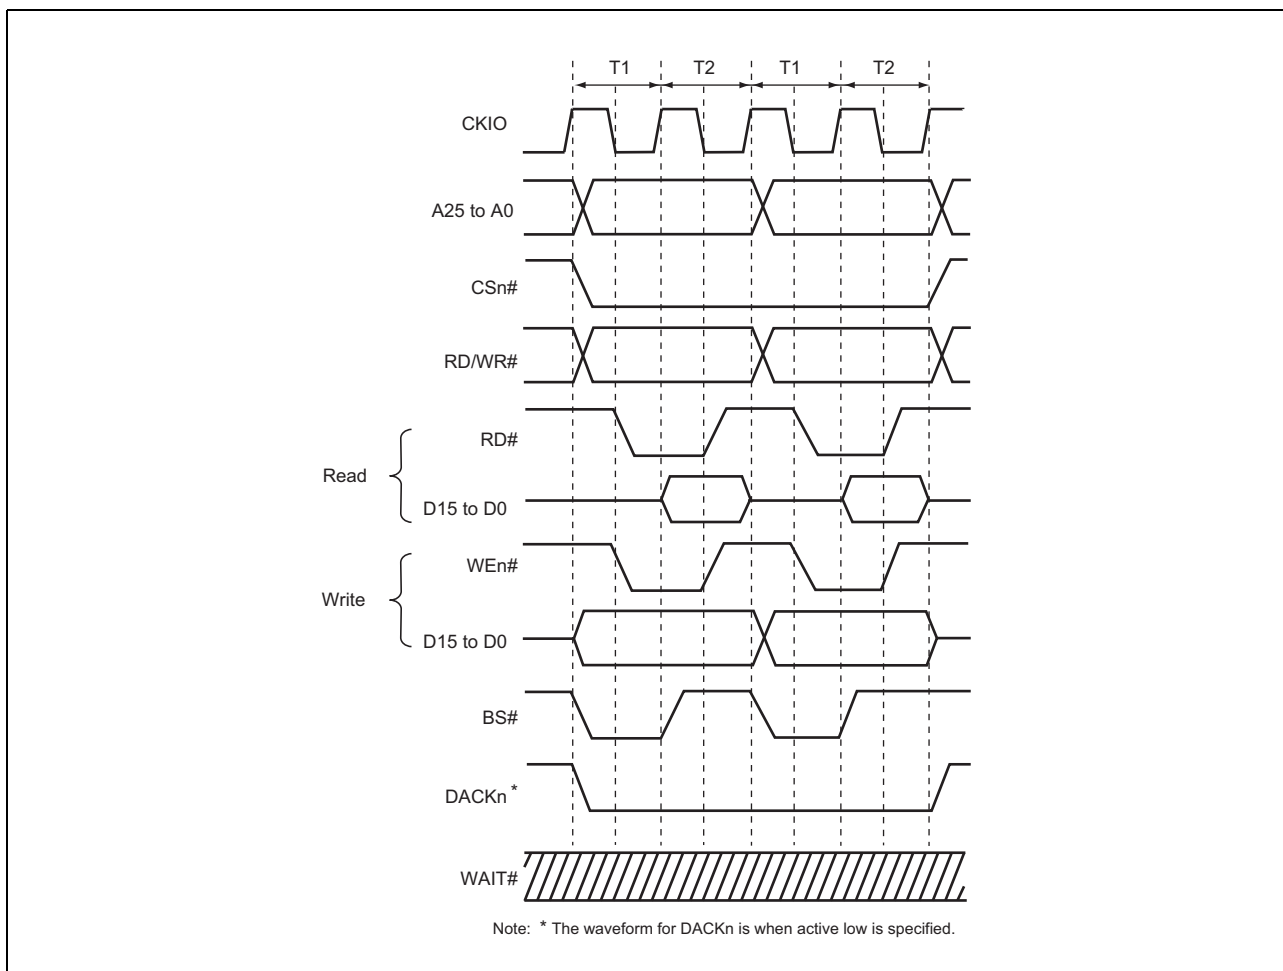 T1 T2 T1 T2
CKIO
A25 to A0
CSn#
RD/WR#
RD#
Read
D15 to D0
WEn#
Write
D15 to D0
BS#
DACKn *
WAIT#
Note: * The waveform for DACKn is when active low is specified.